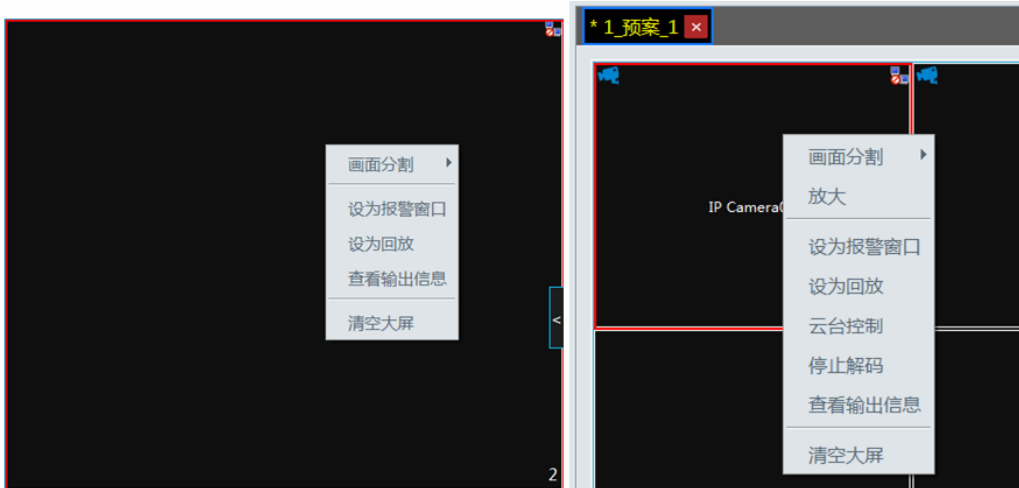 画面分割
设为报警窗口
设为回放
查看输出信息
清空大屏
<
2
* 1_预案_1
IP Camera
画面分割
放大
设为报警窗口
设为回放
云台控制
停止解码
查看输出信息
清空大屏